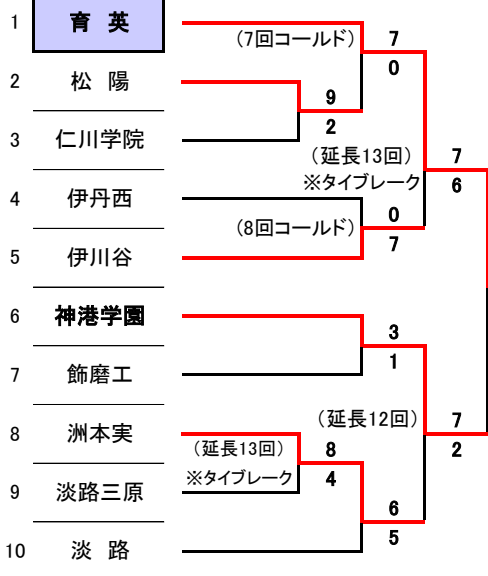 1 育 英
(7回コールド) 7
0
2 松 陽
9
2
3 仁川学院
(延長13回)
※タイブレーク
7
6
4 伊丹西
(8回コールド) 0
7
5 伊川谷
6 神港学園
3
1
7 飾磨工
(延長12回) 7
2
8 洲本実
(延長13回) 8
※タイブレーク 4
9 淡路三原
6
5
10 淡 路